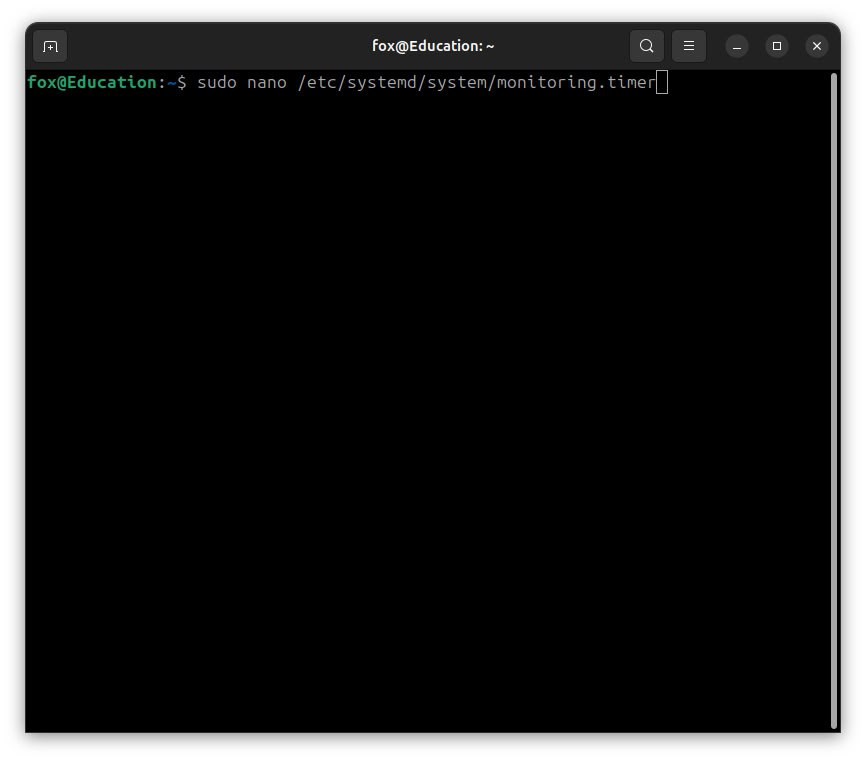 fox@Education: ~
fox@Education:~$ sudo nano /etc/systemd/system/monitoring.timer